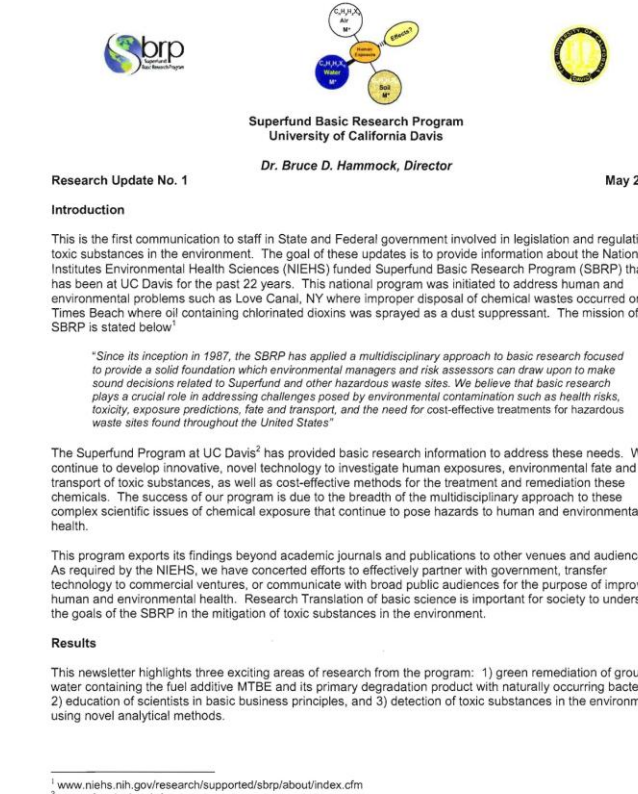 sbrp
Superfund
Basic Research Program
Air
M⁺
Effects?
Human
Exposure
Water
M⁺
Soil
M⁺
Superfund Basic Research Program
University of California Davis
Dr. Bruce D. Hammock, Director
Research Update No. 1 May 2
Introduction
This is the first communication to staff in State and Federal government involved in legislation and regulati
toxic substances in the environment. The goal of these updates is to provide information about the Nation
Institutes Environmental Health Sciences (NIEHS) funded Superfund Basic Research Program (SBRP) tha
has been at UC Davis for the past 22 years. This national program was initiated to address human and
environmental problems such as Love Canal, NY where improper disposal of chemical wastes occurred or
Times Beach where oil containing chlorinated dioxins was sprayed as a dust suppressant. The mission of
SBRP is stated below¹
"Since its inception in 1987, the SBRP has applied a multidisciplinary approach to basic research focused
to provide a solid foundation which environmental managers and risk assessors can draw upon to make
sound decisions related to Superfund and other hazardous waste sites. We believe that basic research
plays a crucial role in addressing challenges posed by environmental contamination such as health risks,
toxicity, exposure predictions, fate and transport, and the need for cost-effective treatments for hazardous
waste sites found throughout the United States"
The Superfund Program at UC Davis² has provided basic research information to address these needs. W
continue to develop innovative, novel technology to investigate human exposures, environmental fate and
transport of toxic substances, as well as cost-effective methods for the treatment and remediation these
chemicals. The success of our program is due to the breadth of the multidisciplinary approach to these
complex scientific issues of chemical exposure that continue to pose hazards to human and environmenta
health.
This program exports its findings beyond academic journals and publications to other venues and audienc
As required by the NIEHS, we have concerted efforts to effectively partner with government, transfer
technology to commercial ventures, or communicate with broad public audiences for the purpose of improv
human and environmental health. Research Translation of basic science is important for society to unders
the goals of the SBRP in the mitigation of toxic substances in the environment.
Results
This newsletter highlights three exciting areas of research from the program: 1) green remediation of grou
water containing the fuel additive MTBE and its primary degradation product with naturally occurring bacte
2) education of scientists in basic business principles, and 3) detection of toxic substances in the environm
using novel analytical methods.
¹ www.niehs.nih.gov/research/supported/sbrp/about/index.cfm